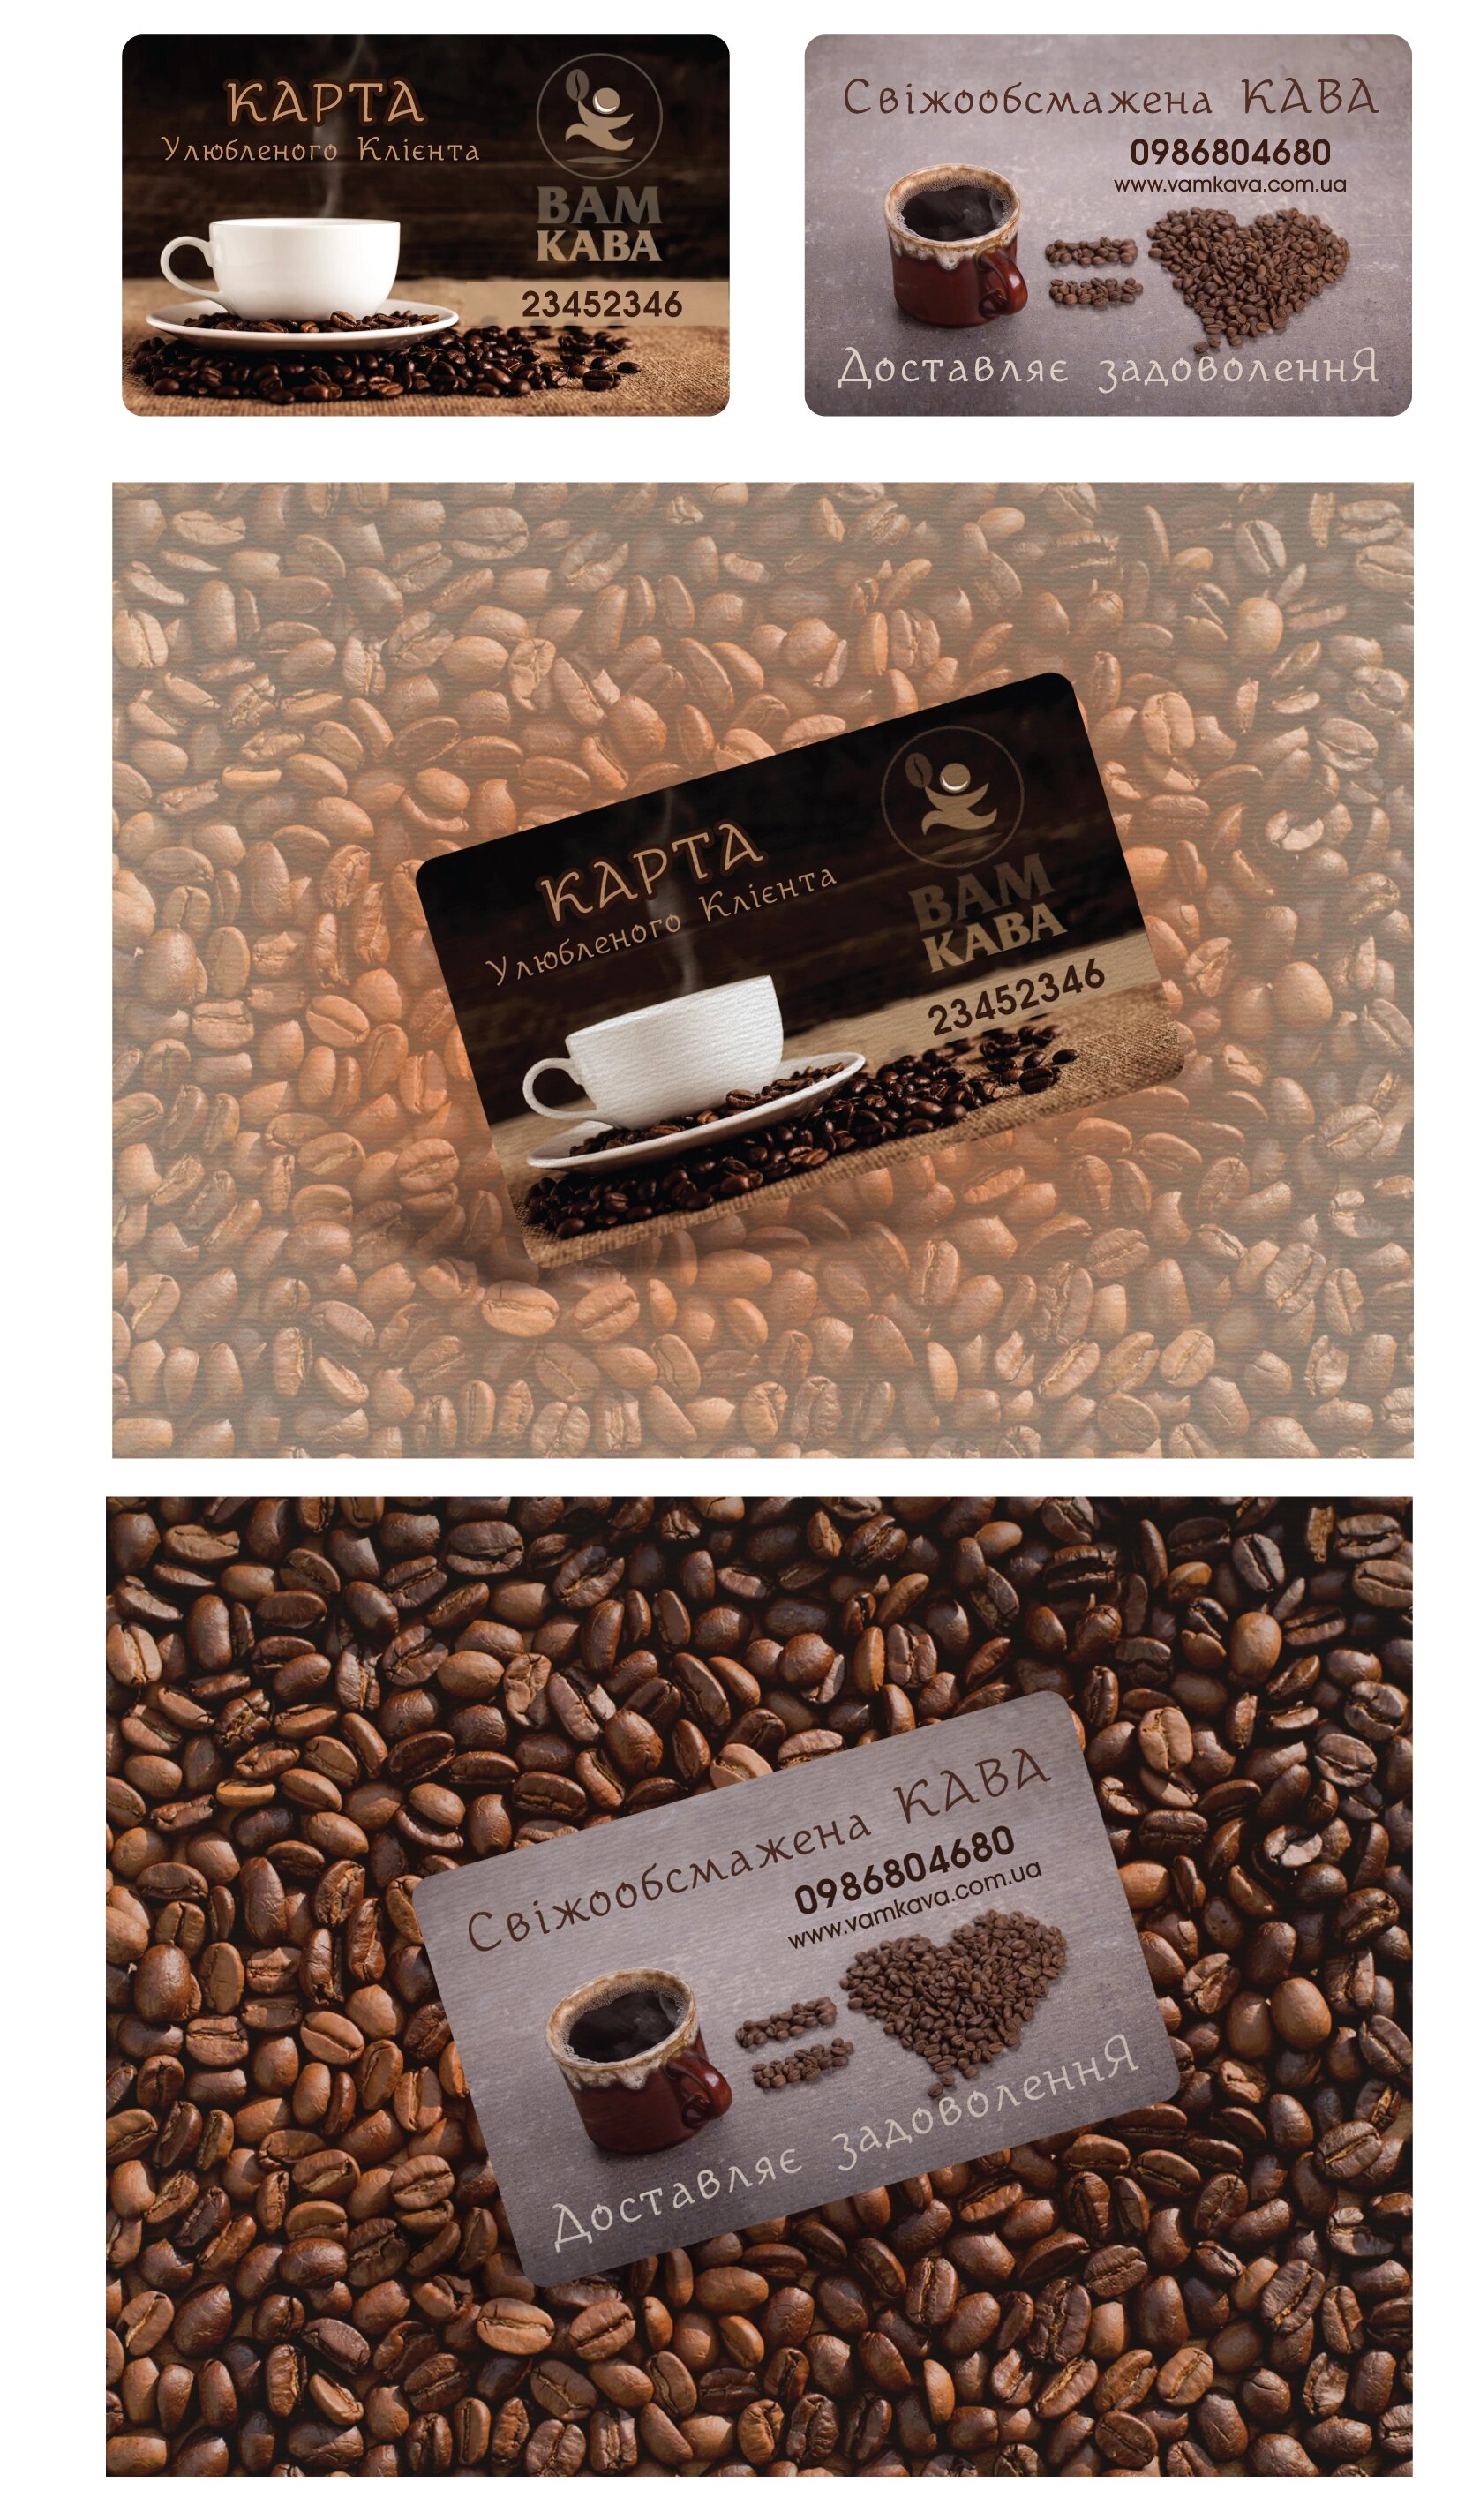 КАРТА
Улюбленого Клієнта
ВАМ
КАВА
23452346
Свіжообсмажена КАВА
0986804680
www.vamkava.com.ua
Доставляє задоволеннЯ
КАРТА
Улюбленого Клієнта
ВАМ
КАВА
23452346
Свіжообсмажена КАВА
0986804680
www.vamkava.com.ua
Доставляє задоволеннЯ